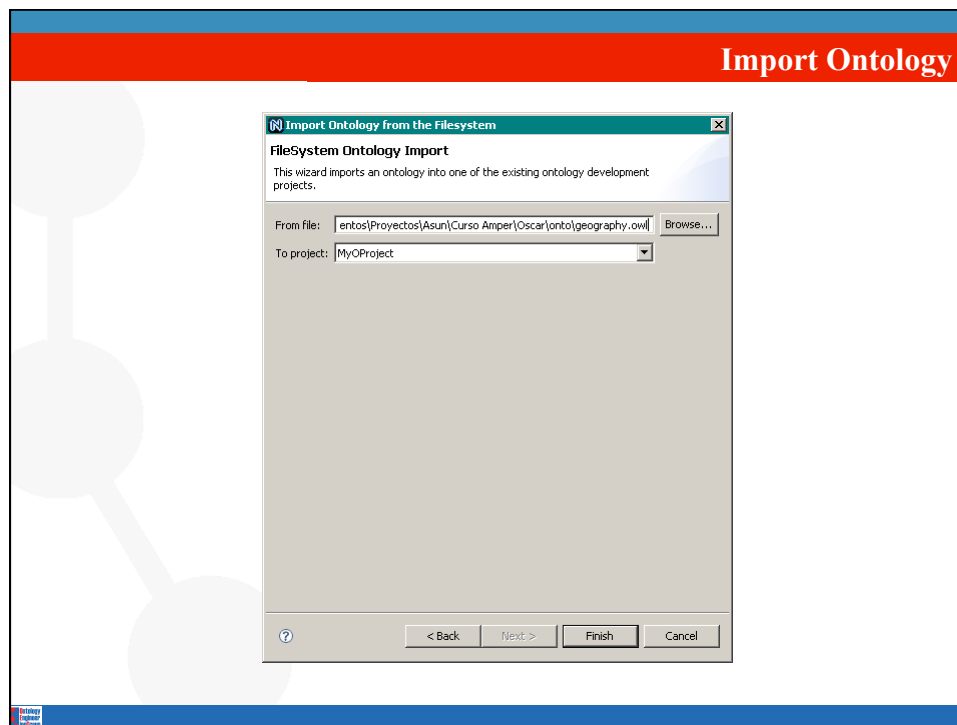 Import Ontology
Import Ontology from the Filesystem
FileSystem Ontology Import
This wizard imports an ontology into one of the existing ontology development
projects.
From file: entos\Proyectos\Asun\Curso Amper\Oscar\onto\geography.owl Browse...
To project: MyOProject
< Back Next > Finish Cancel
Ontology
Engineer